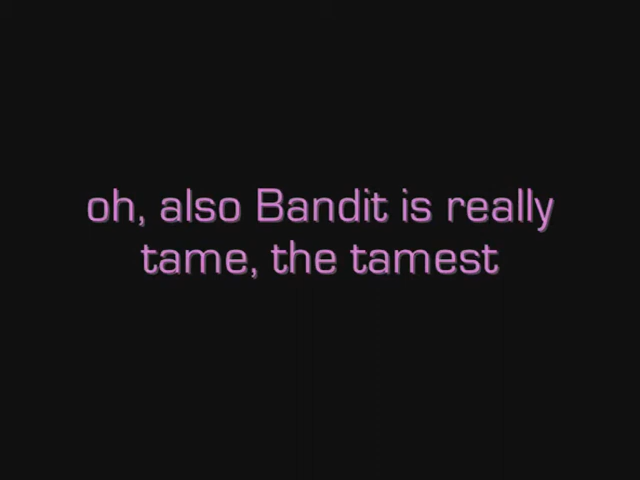 oh, also Bandit is really
tame, the tamest